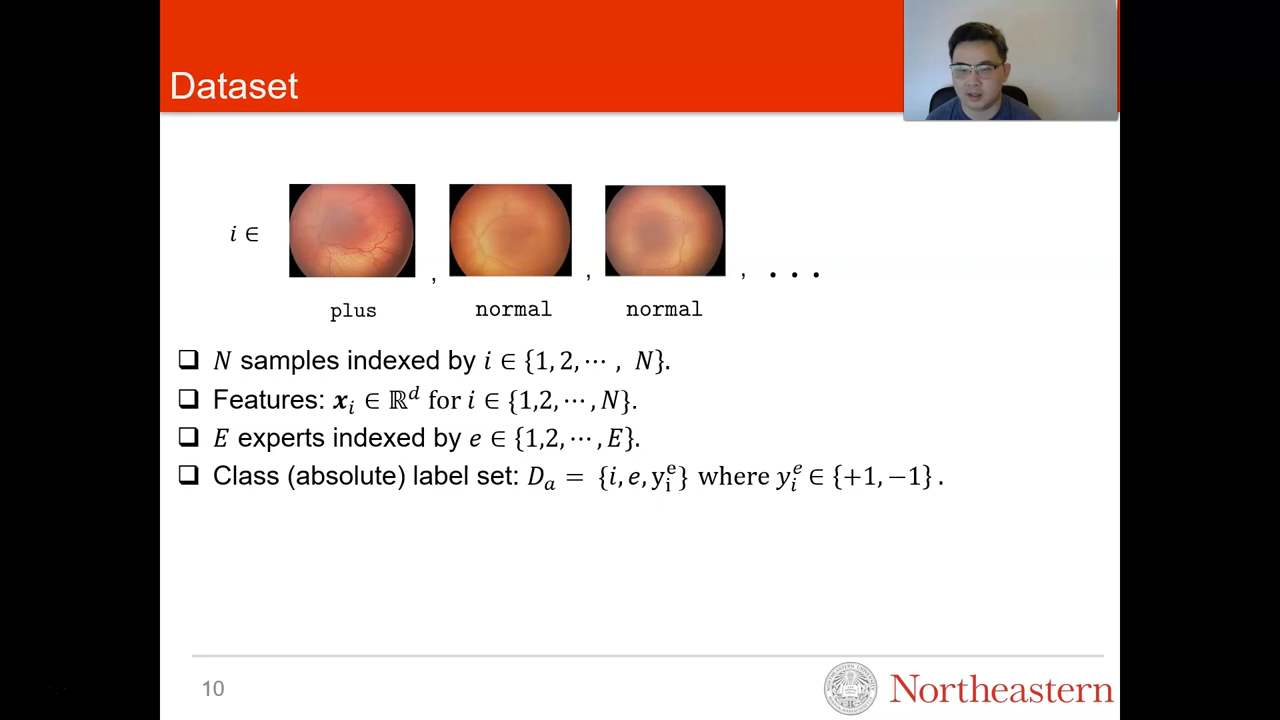 Dataset
i ∈
, , , . . .
plus normal normal
❑ N samples indexed by i ∈ {1, 2, ⋯ , N}.
❑ Features: 𝒙ᵢ ∈ ℝᵈ for i ∈ {1,2, ⋯ , N}.
❑ E experts indexed by e ∈ {1,2, ⋯ , E}.
❑ Class (absolute) label set: Dₐ = {i, e, yᵢᵉ} where yᵢᵉ ∈ {+1, −1} .
10
Northeastern